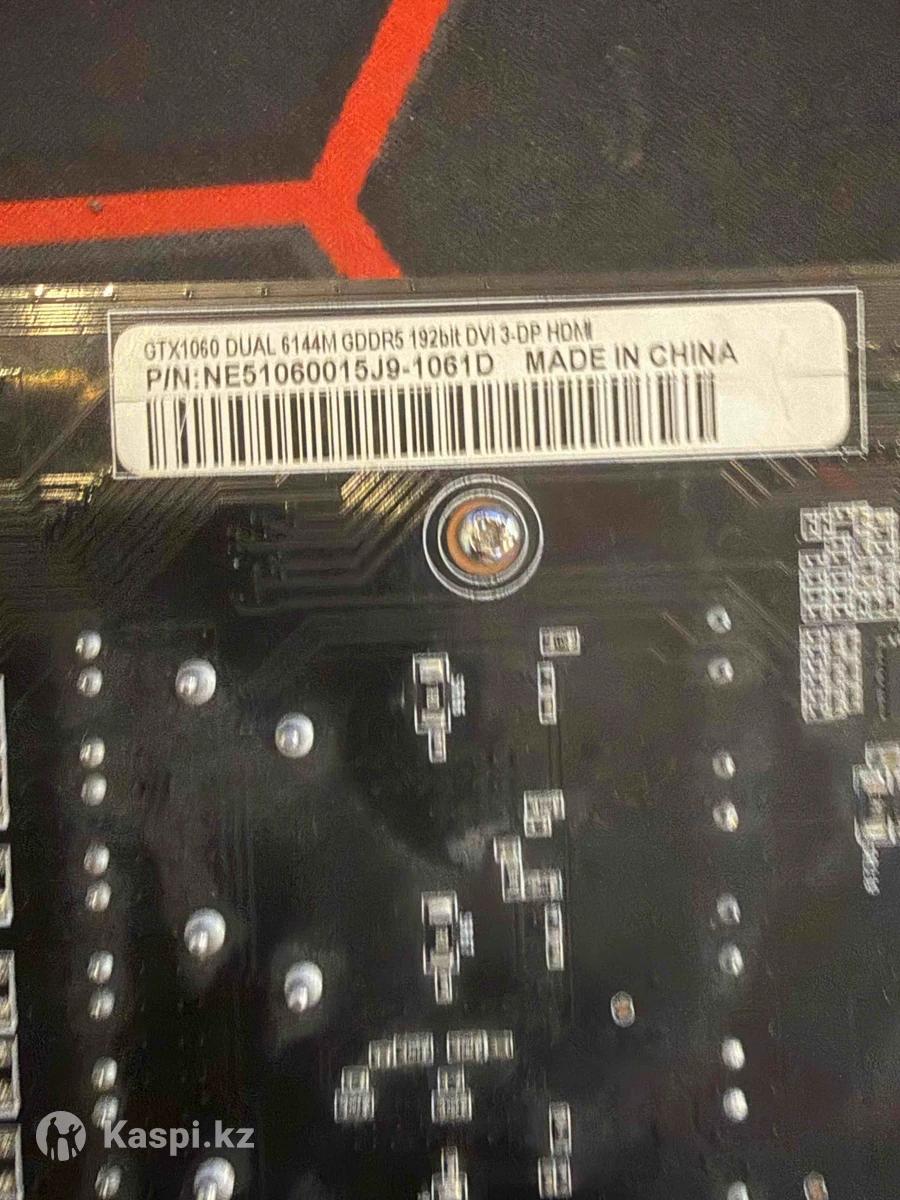 GTX1060 DUAL 6144M GDDR5 192bit DVI 3-DP HDMI
P/N:NE51060015J9-1061D MADE IN CHINA
Kaspi.kz